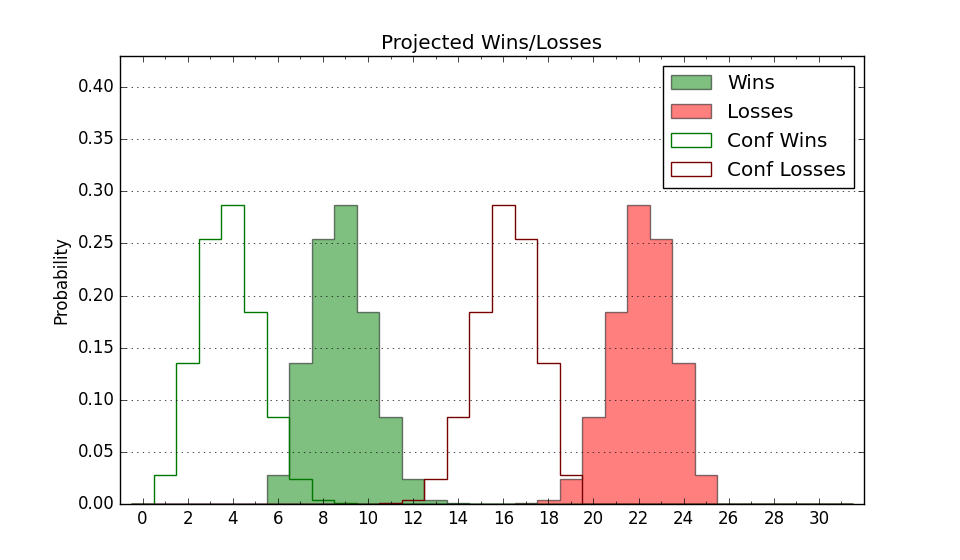 Projected Wins/Losses
0.40
0.35
0.30
0.25
0.20
0.15
0.10
0.05
0.00
Probability
Wins
Losses
Conf Wins
Conf Losses
0 2 4 6 8 10 12 14 16 18 20 22 24 26 28 30